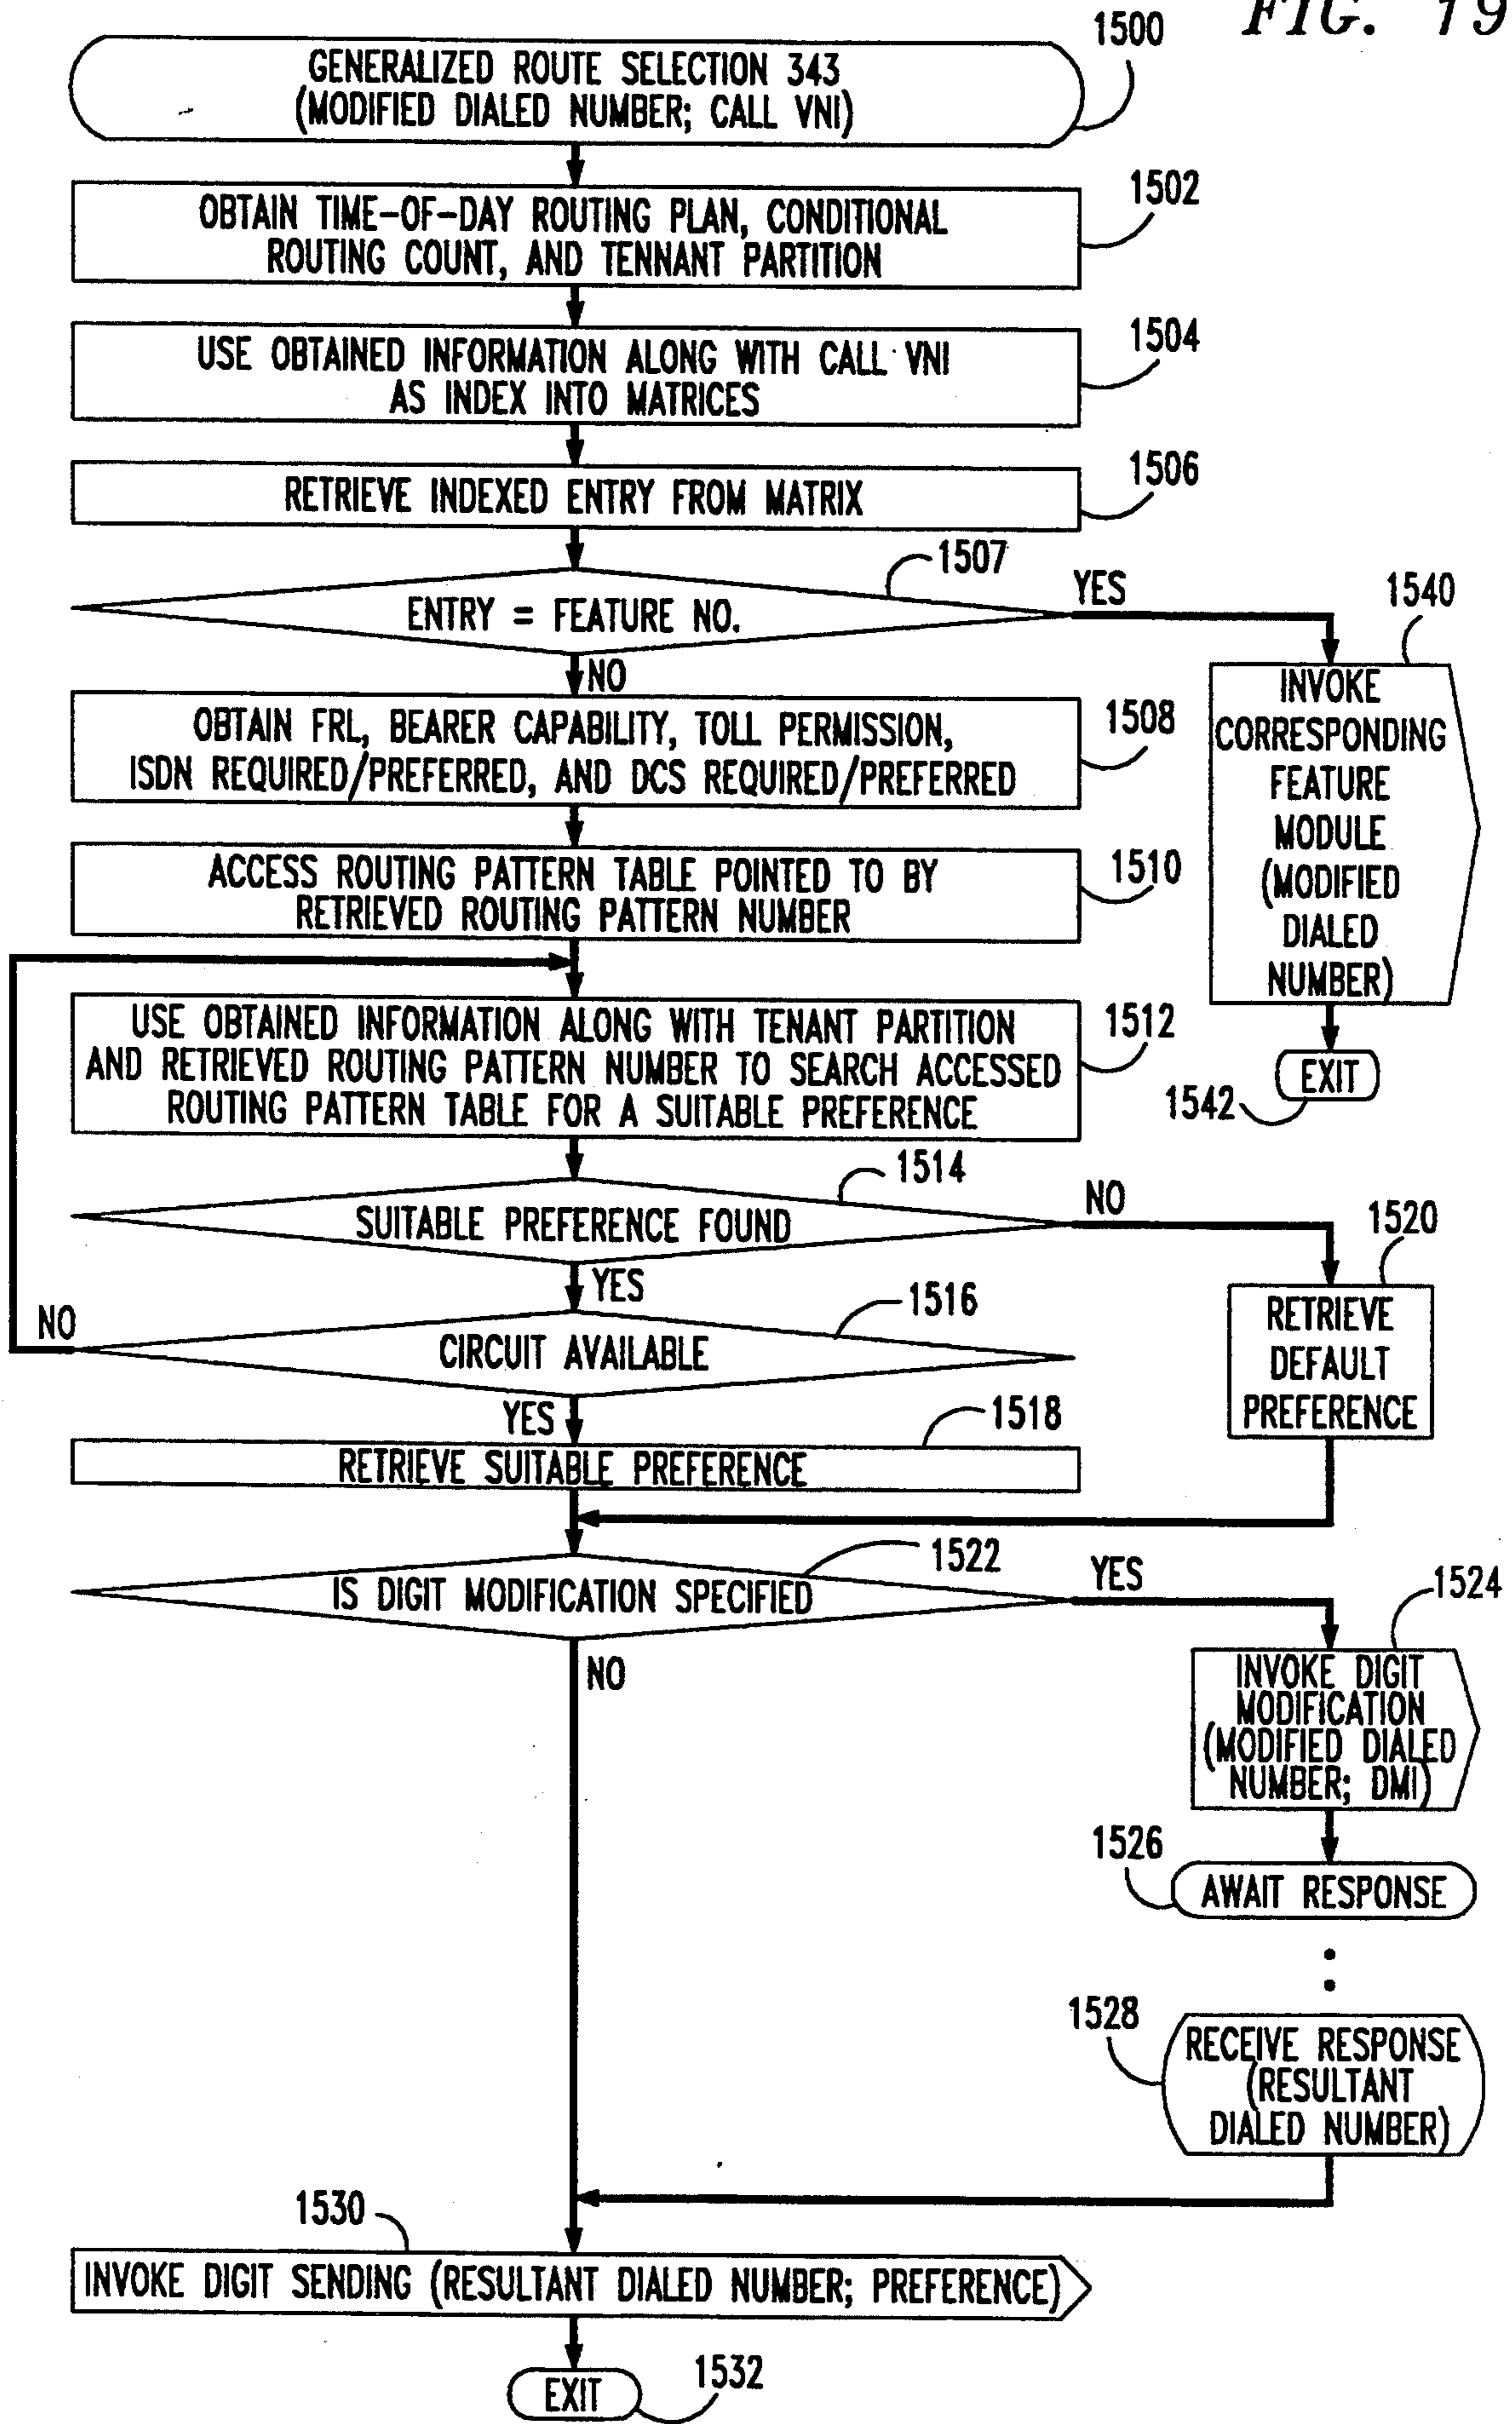 FIG. 19
1500
GENERALIZED ROUTE SELECTION 343
(MODIFIED DIALED NUMBER; CALL VNI)
1502
OBTAIN TIME-OF-DAY ROUTING PLAN, CONDITIONAL
ROUTING COUNT, AND TENNANT PARTITION
1504
USE OBTAINED INFORMATION ALONG WITH CALL VNI
AS INDEX INTO MATRICES
1506
RETRIEVE INDEXED ENTRY FROM MATRIX
1507
ENTRY = FEATURE NO.
YES
1540
INVOKE
CORRESPONDING
FEATURE
MODULE
(MODIFIED
DIALED
NUMBER)
EXIT
1542
NO
1508
OBTAIN FRL, BEARER CAPABILITY, TOLL PERMISSION,
ISDN REQUIRED/PREFERRED, AND DCS REQUIRED/PREFERRED
1510
ACCESS ROUTING PATTERN TABLE POINTED TO BY
RETRIEVED ROUTING PATTERN NUMBER
1512
USE OBTAINED INFORMATION ALONG WITH TENANT PARTITION
AND RETRIEVED ROUTING PATTERN NUMBER TO SEARCH ACCESSED
ROUTING PATTERN TABLE FOR A SUITABLE PREFERENCE
1514
SUITABLE PREFERENCE FOUND
NO
1520
RETRIEVE
DEFAULT
PREFERENCE
YES
1516
NO
CIRCUIT AVAILABLE
YES
1518
RETRIEVE SUITABLE PREFERENCE
1522
IS DIGIT MODIFICATION SPECIFIED
YES
1524
INVOKE DIGIT
MODIFICATION
(MODIFIED DIALED
NUMBER; DMI)
1526
AWAIT RESPONSE
1528
RECEIVE RESPONSE
(RESULTANT
DIALED NUMBER)
NO
1530
INVOKE DIGIT SENDING (RESULTANT DIALED NUMBER; PREFERENCE)
EXIT
1532